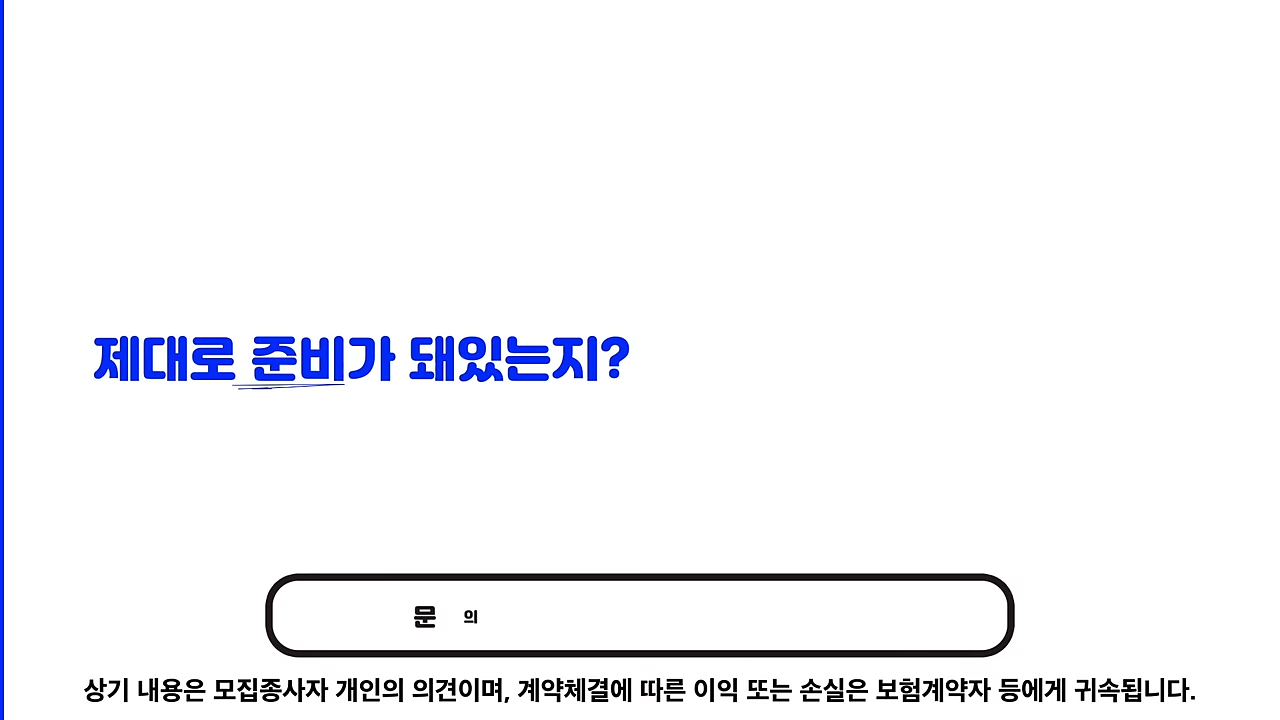 제대로 준비가 돼있는지?
문 의
상기 내용은 모집종사자 개인의 의견이며, 계약체결에 따른 이익 또는 손실은 보험계약자 등에게 귀속됩니다.